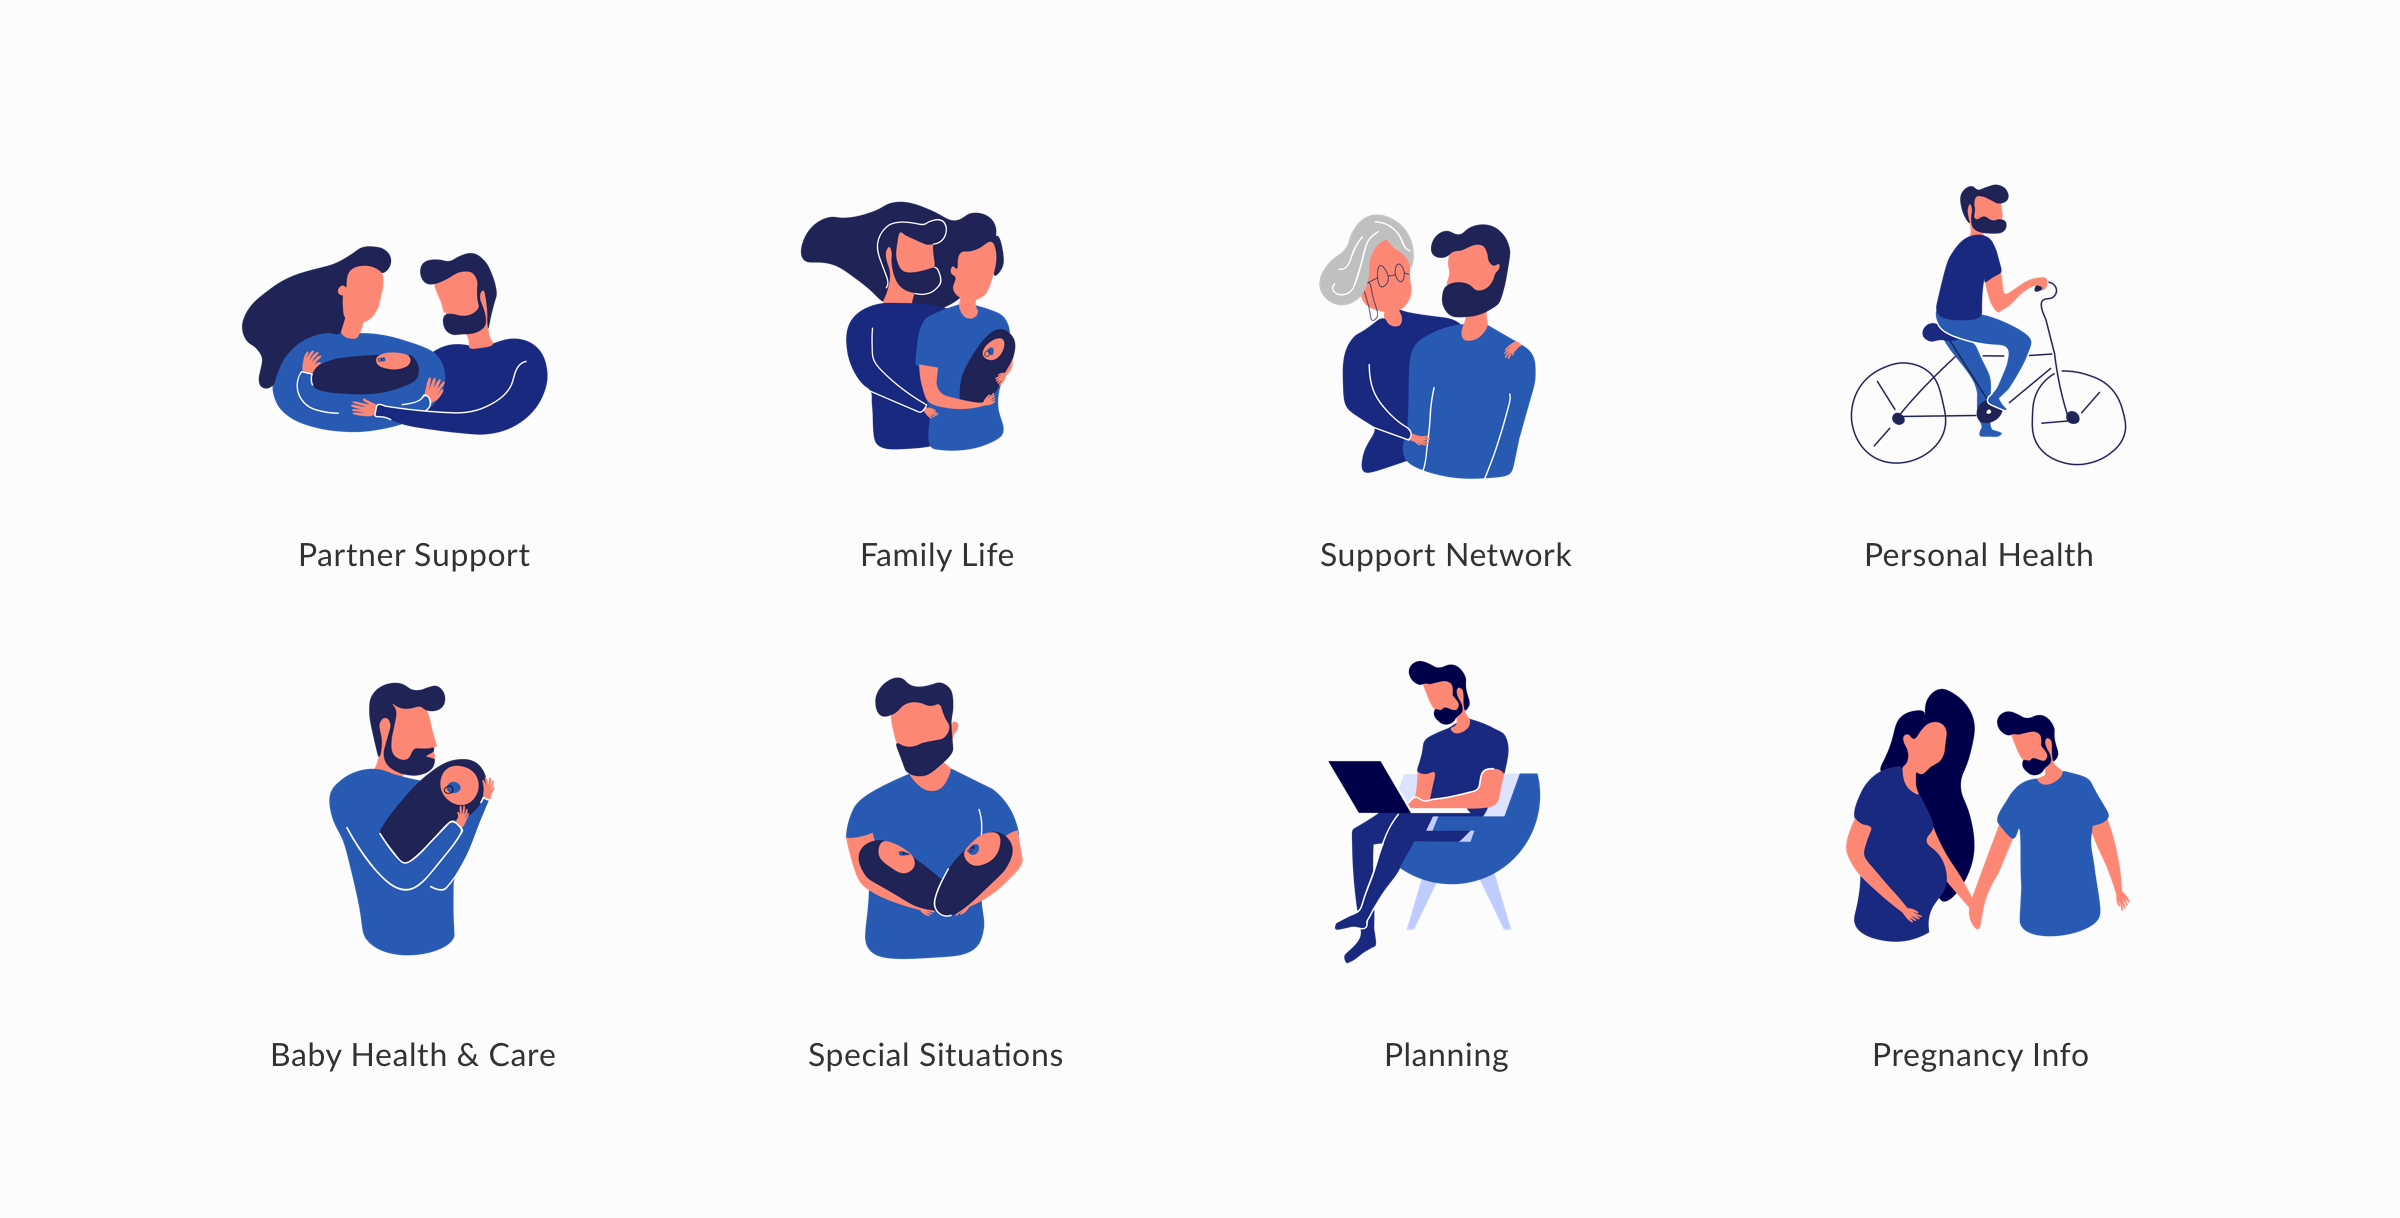 Partner Support
Family Life
Support Network
Personal Health
Baby Health & Care
Special Situations
Planning
Pregnancy Info